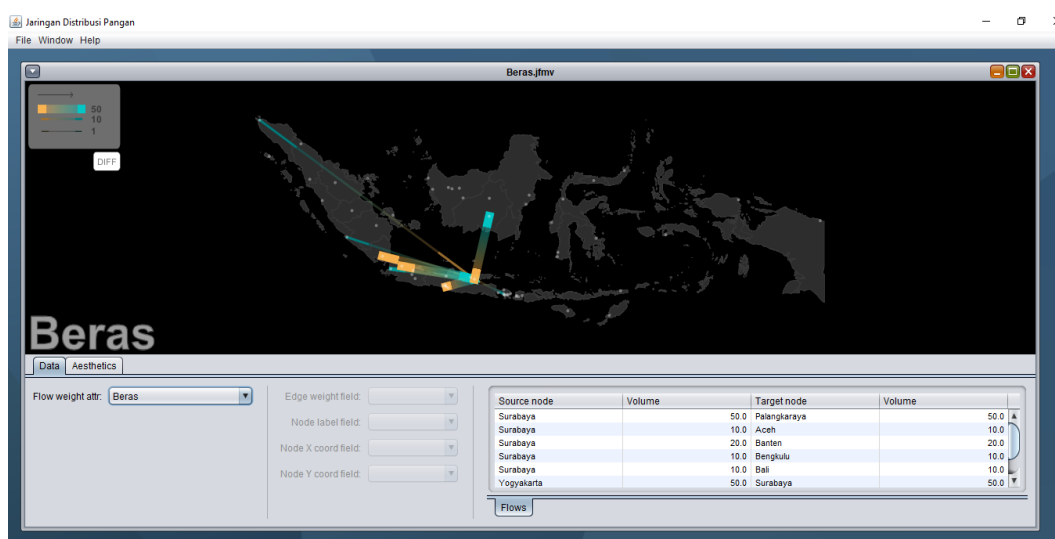 Jaringan Distribusi Pangan
File Window Help
Beras.jfmv
50
10
1
DIFF
Beras
Data Aesthetics
Flow weight attr: Beras
Edge weight field:
Node label field:
Node X coord field:
Node Y coord field:
Source node Volume Target node Volume
Surabaya 50.0 Palangkaraya 50.0
Surabaya 10.0 Aceh 10.0
Surabaya 20.0 Banten 20.0
Surabaya 10.0 Bengkulu 10.0
Surabaya 10.0 Bali 10.0
Yogyakarta 50.0 Surabaya 50.0
Flows